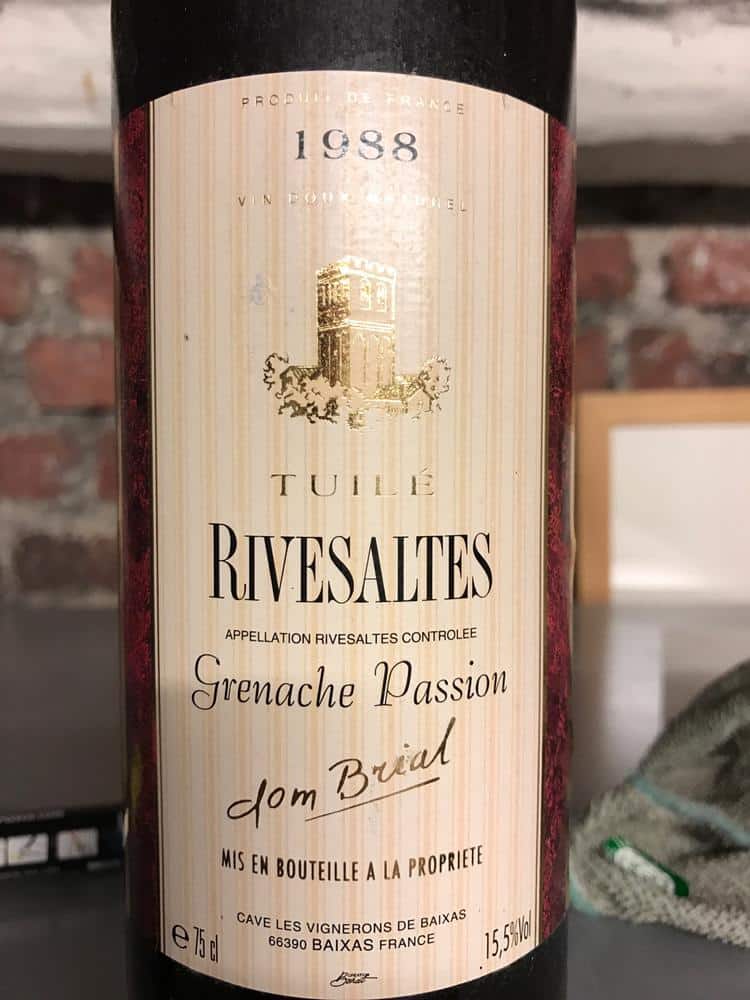 PRODUIT DE FRANCE
1988
VIN DOUX NATUREL
TUILÉ
RIVESALTES
APPELLATION RIVESALTES CONTROLEE
Grenache Passion
dom Brial
MIS EN BOUTEILLE A LA PROPRIETE
CAVE LES VIGNERONS DE BAIXAS
66390 BAIXAS FRANCE
e 75 cl
15,5%Vol